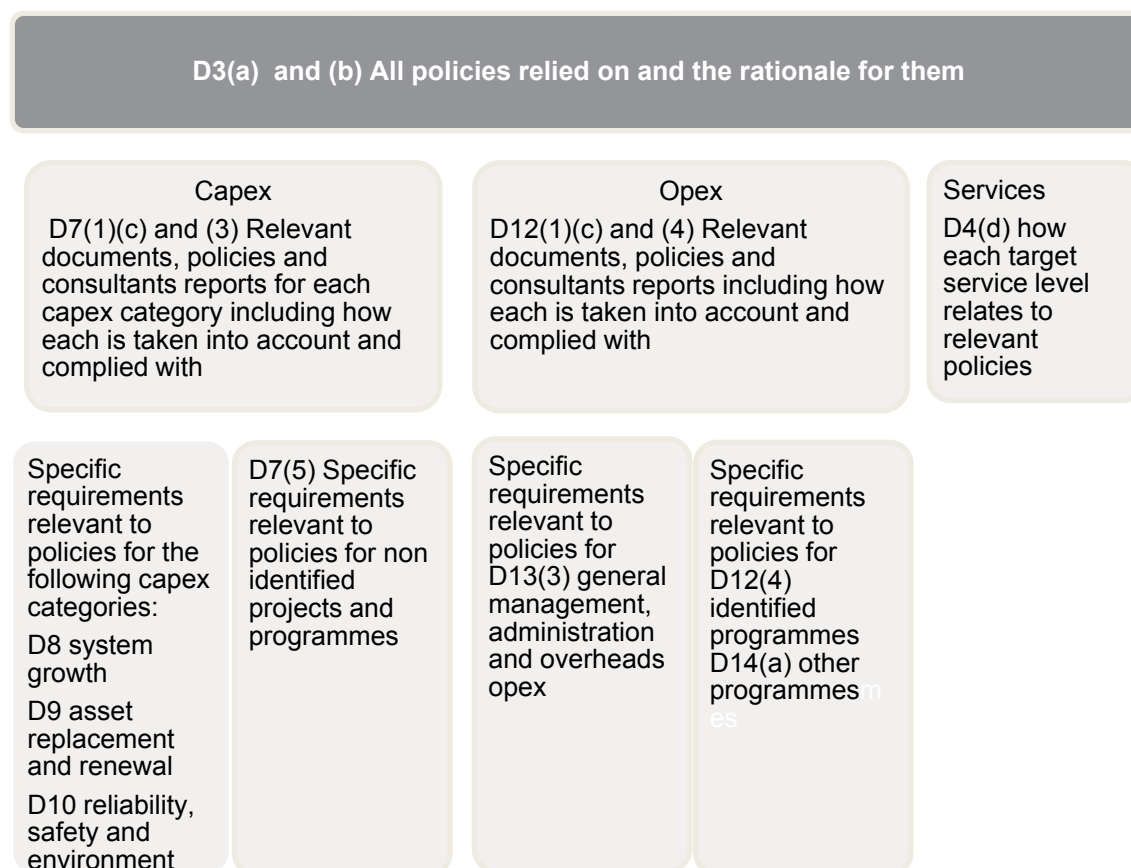 D3(a) and (b) All policies relied on and the rationale for them
Capex
D7(1)(c) and (3) Relevant
documents, policies and
consultants reports for each
capex category including how
each is taken into account and
complied with
Opex
D12(1)(c) and (4) Relevant
documents, policies and
consultants reports including how
each is taken into account and
complied with
Services
D4(d) how
each target
service level
relates to
relevant
policies
Specific
requirements
relevant to
policies for the
following capex
categories:
D8 system
growth
D9 asset
replacement
and renewal
D10 reliability,
safety and
environment
D7(5) Specific
requirements
relevant to
policies for non
identified
projects and
programmes
Specific
requirements
relevant to
policies for
D13(3) general
management,
administration
and overheads
opex
Specific
requirements
relevant to
policies for
D12(4)
identified
programmes
D14(a) other
programmesm
es